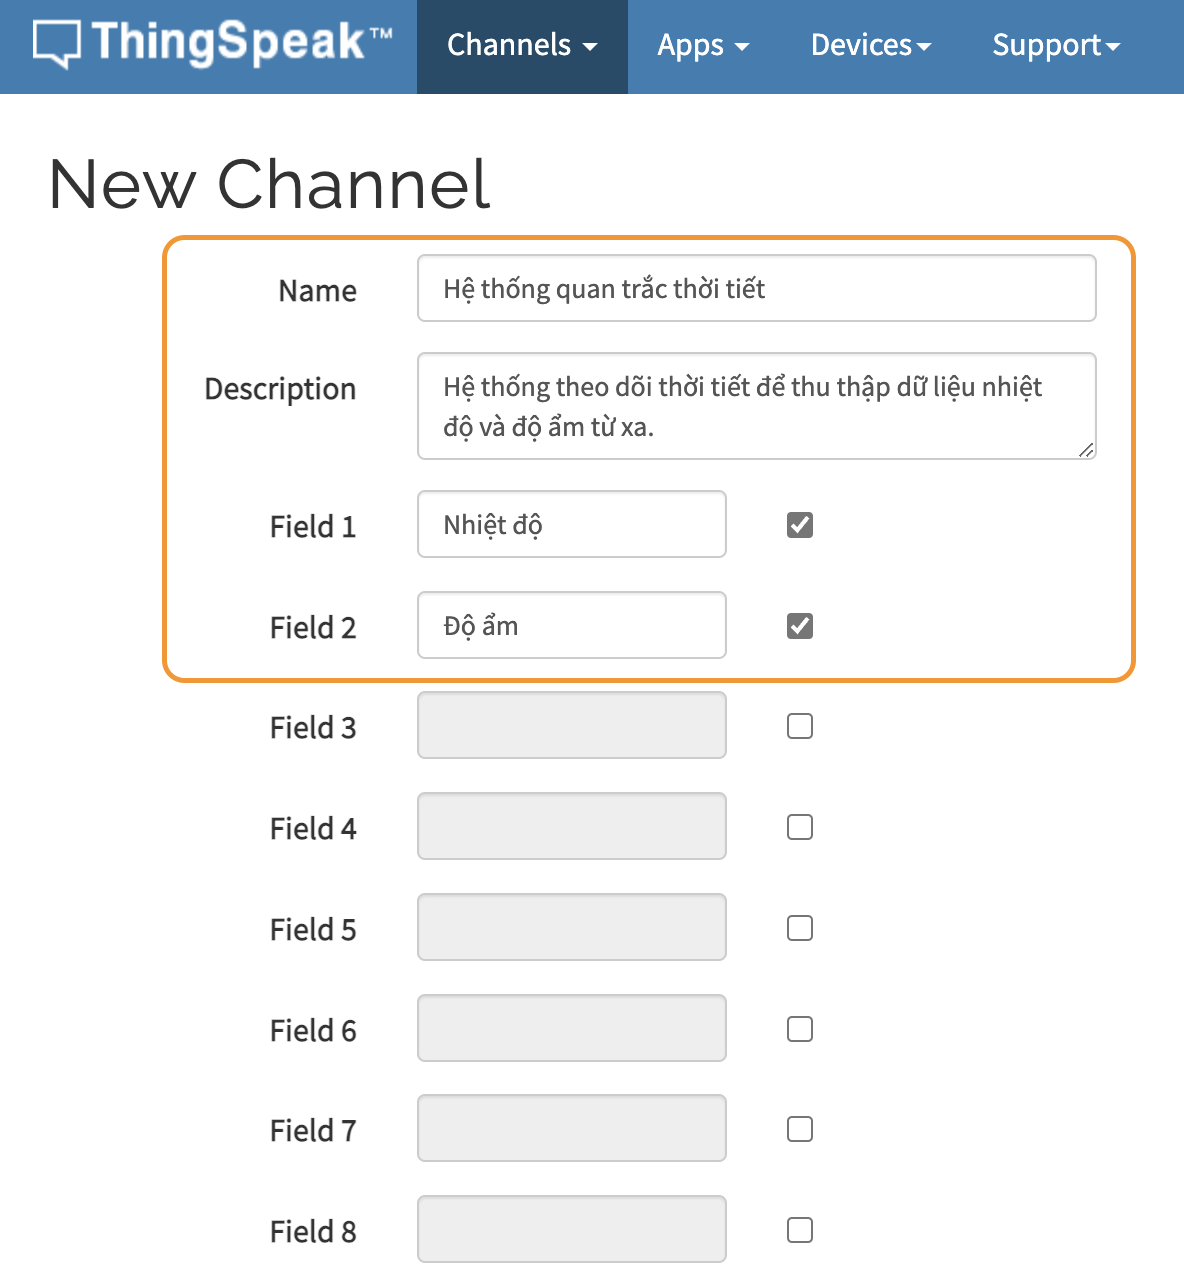 ThingSpeak™ Channels Apps Devices Support
New Channel
Name Hệ thống quan trắc thời tiết
Description Hệ thống theo dõi thời tiết để thu thập dữ liệu nhiệt
độ và độ ẩm từ xa.
Field 1 Nhiệt độ
Field 2 Độ ẩm
Field 3
Field 4
Field 5
Field 6
Field 7
Field 8